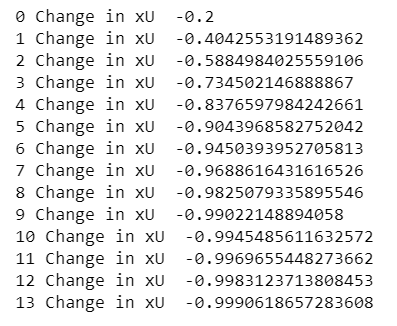 0 Change in xU  -0.2
1 Change in xU  -0.4042553191489362
2 Change in xU  -0.5884984025559106
3 Change in xU  -0.734502146888867
4 Change in xU  -0.8376597984242661
5 Change in xU  -0.9043968582752042
6 Change in xU  -0.9450393952705813
7 Change in xU  -0.9688616431616526
8 Change in xU  -0.9825079335895546
9 Change in xU  -0.99022148894058
10 Change in xU  -0.9945485611632572
11 Change in xU  -0.9969655448273662
12 Change in xU  -0.9983123713808453
13 Change in xU  -0.9990618657283608